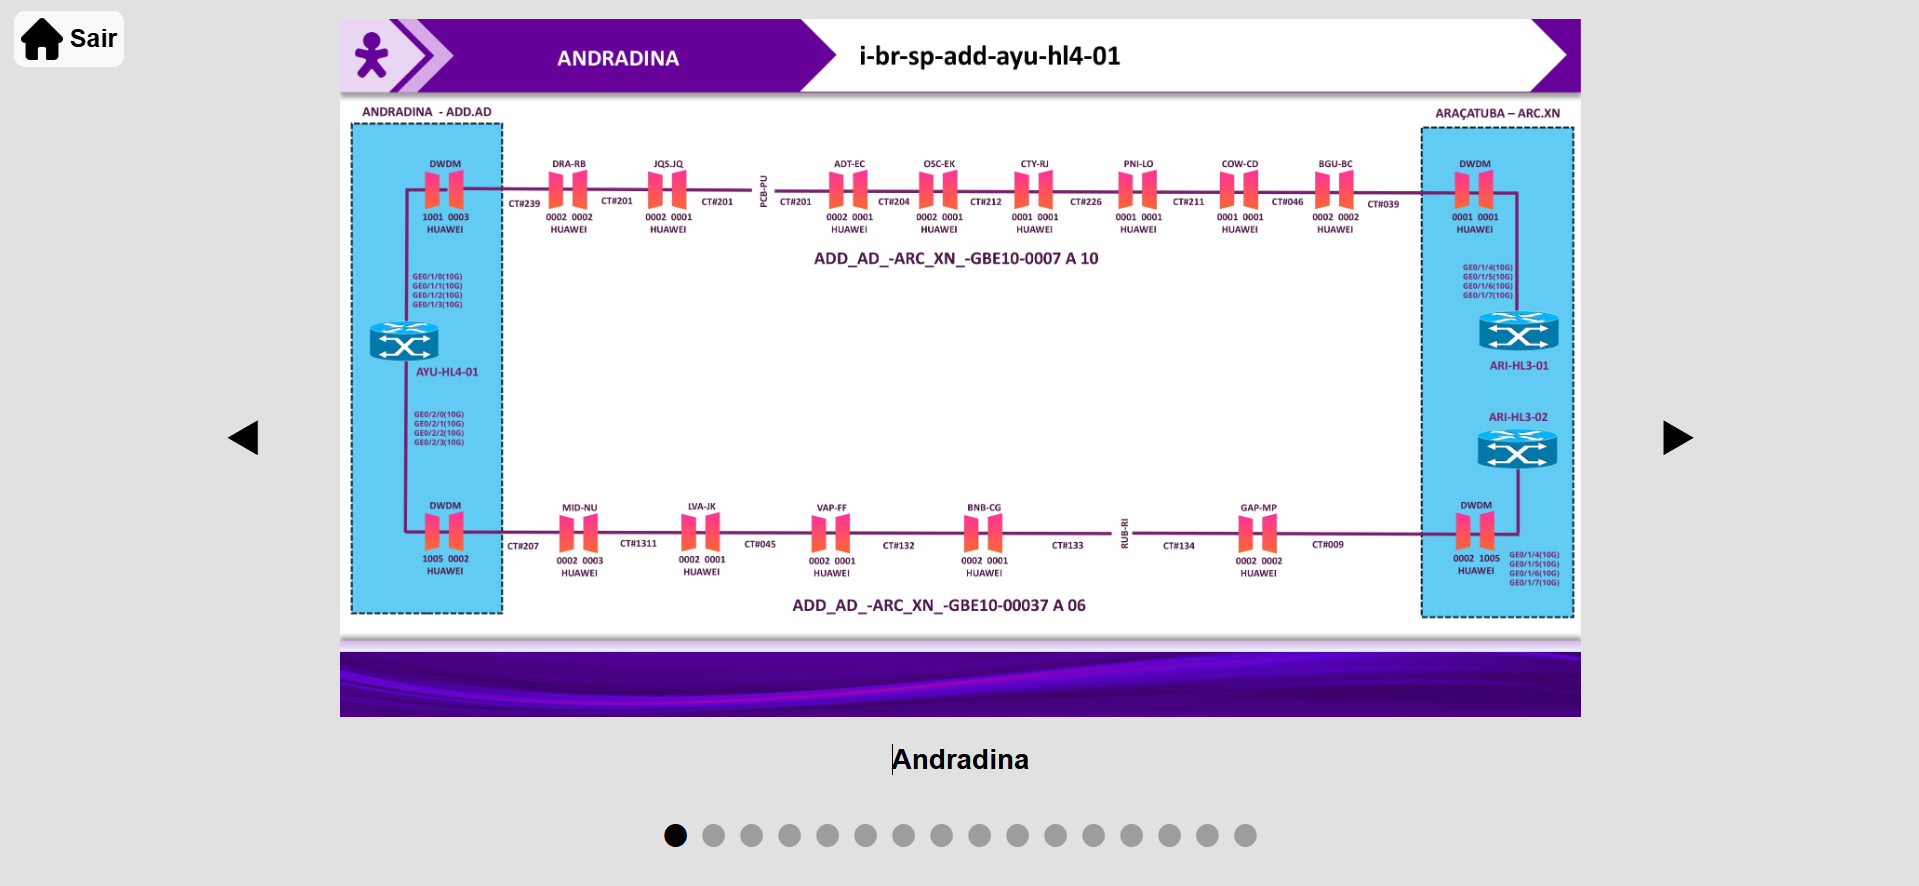 Sair
ANDRADINA
i-br-sp-add-ayu-hl4-01
ANDRADINA - ADD.AD
ARAÇATUBA – ARC.XN
DWDM
1001 0003
HUAWEI
CT#239
DRA-RB
0002 0002
HUAWEI
CT#201
JQS.JQ
0002 0001
HUAWEI
CT#201
PCB-PU
CT#201
ADT-EC
0002 0001
HUAWEI
CT#204
OSC-EK
0002 0001
HUAWEI
CT#212
CTY-RJ
0001 0001
HUAWEI
CT#226
PNI-LO
0001 0001
HUAWEI
CT#211
COW-CD
0001 0001
HUAWEI
CT#046
BGU-BC
0002 0002
HUAWEI
CT#039
DWDM
0001 0001
HUAWEI
ADD_AD_-ARC_XN_-GBE10-0007 A 10
GE0/1/0(10G)
GE0/1/1(10G)
GE0/1/2(10G)
GE0/1/3(10G)
GE0/1/4(10G)
GE0/1/5(10G)
GE0/1/6(10G)
GE0/1/7(10G)
AYU-HL4-01
ARI-HL3-01
GE0/2/0(10G)
GE0/2/1(10G)
GE0/2/2(10G)
GE0/2/3(10G)
ARI-HL3-02
DWDM
1005 0002
HUAWEI
CT#207
MID-NU
0002 0003
HUAWEI
CT#1311
LVA-JK
0002 0001
HUAWEI
CT#045
VAP-FF
0002 0001
HUAWEI
CT#132
BNB-CG
0002 0001
HUAWEI
CT#133
RUB-RI
CT#134
GAP-MP
0002 0002
HUAWEI
CT#009
DWDM
0002 1005
HUAWEI
GE0/1/4(10G)
GE0/1/5(10G)
GE0/1/6(10G)
GE0/1/7(10G)
ADD_AD_-ARC_XN_-GBE10-00037 A 06
Andradina